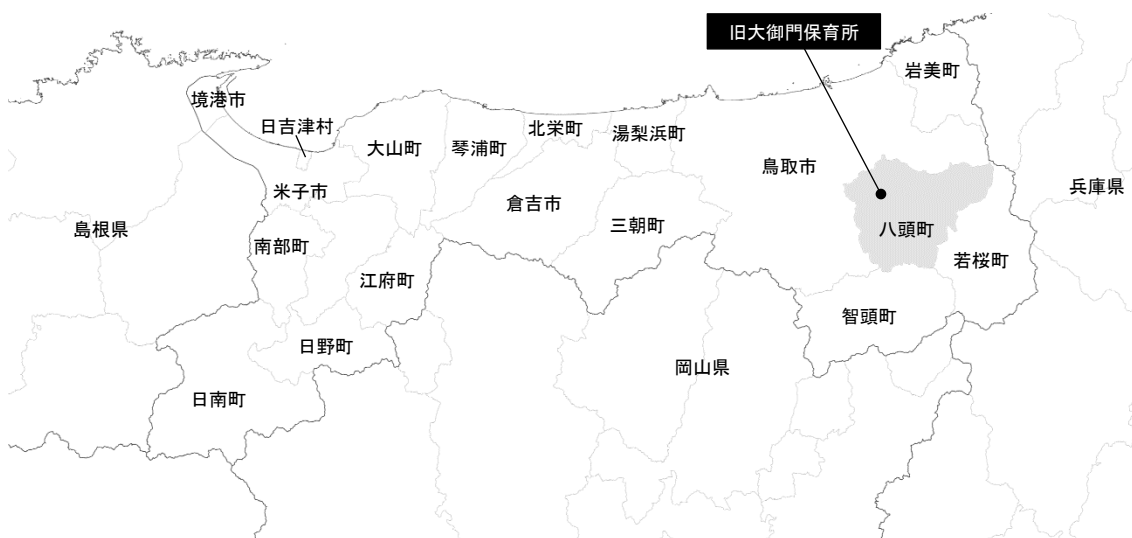 旧大御門保育所
岩美町
境港市
日吉津村
北栄町
湯梨浜町
大山町
琴浦町
鳥取市
兵庫県
米子市
倉吉市
三朝町
八頭町
島根県
南部町
若桜町
江府町
智頭町
日野町
岡山県
日南町